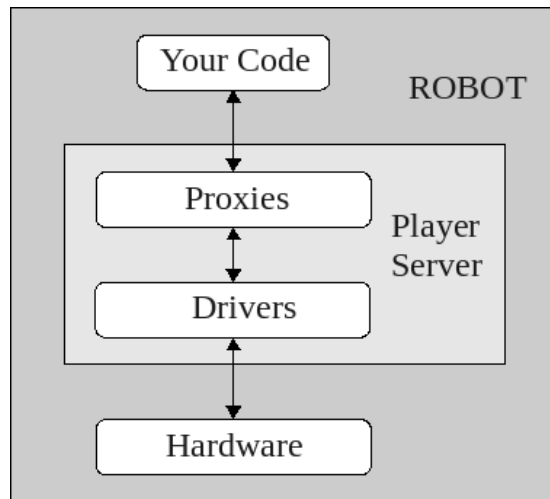 Your Code
ROBOT
Proxies
Player
Server
Drivers
Hardware